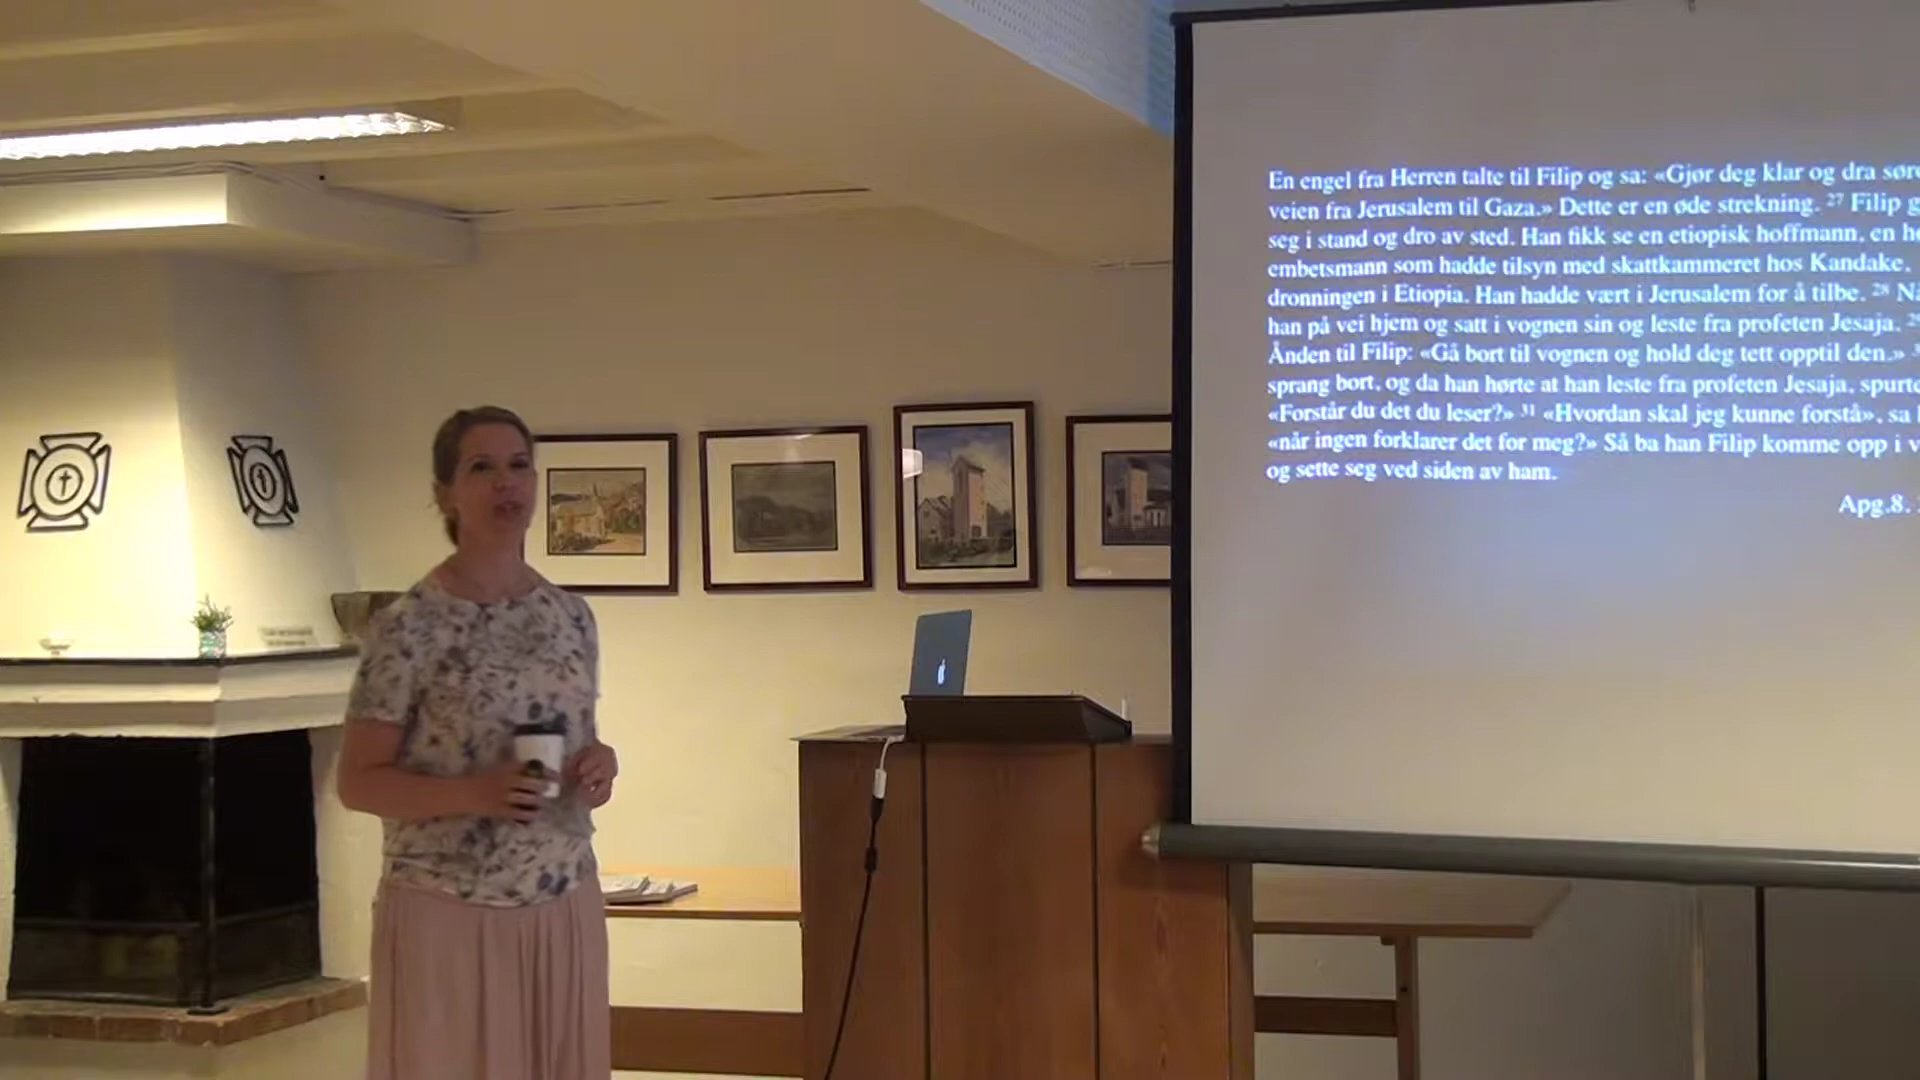 En engel fra Herren talte til Filip og sa: «Gjør deg klar og dra
veien fra Jerusalem til Gaza.» Dette er en øde strekning. 27 Filip
seg i stand og dro av sted. Han fikk se en etiopisk hoffmann, en
embetsmann som hadde tilsyn med skattkammeret hos Kandake,
dronningen i Etiopia. Han hadde vært i Jerusalem for å tilbe. 28
han på vei hjem og satt i vognen sin og leste fra profeten Jesaja.
Ånden til Filip: «Gå bort til vognen og hold deg tett opptil den.»
sprang bort, og da han hørte at han leste fra profeten Jesaja,
«Forstår du det du leser?» 31 «Hvordan skal jeg kunne forstå», sa
«når ingen forklarer det for meg?» Så ba han Filip komme opp i
og sette seg ved siden av ham.
Apg.8.